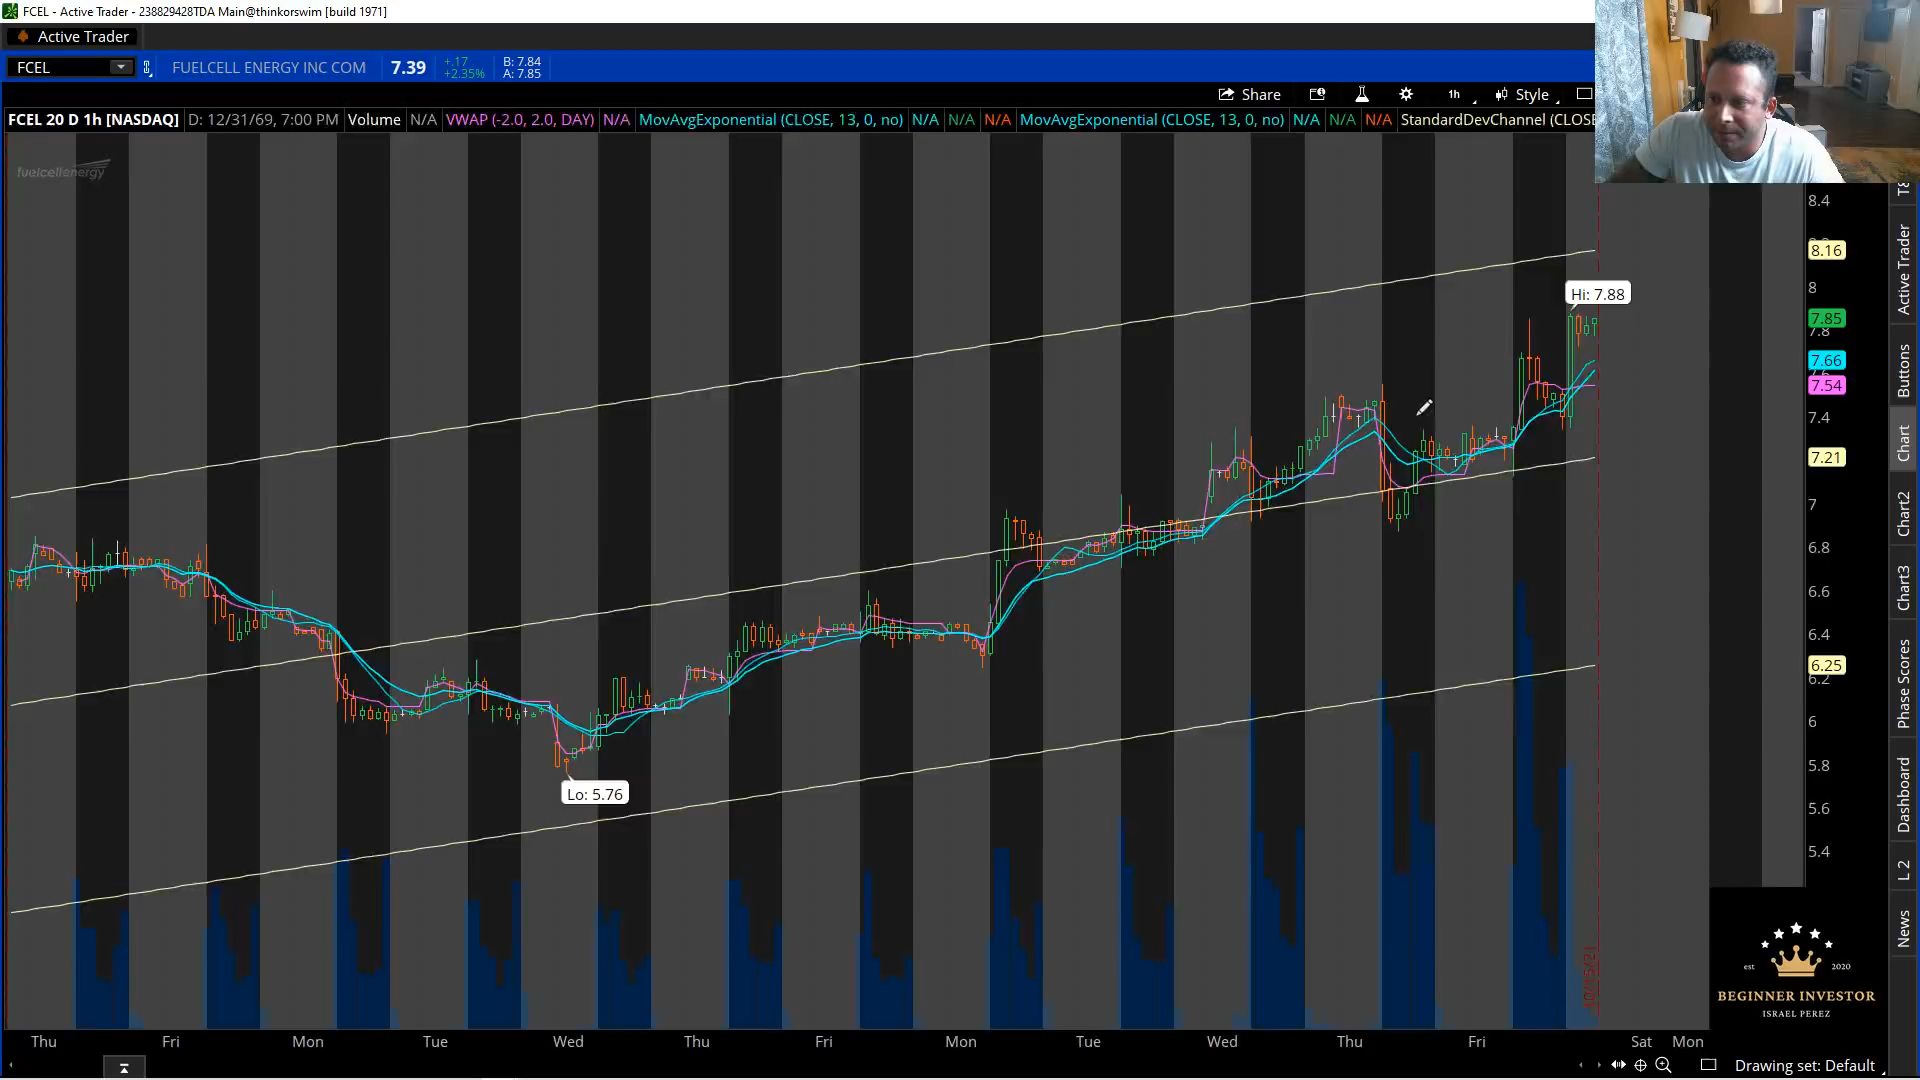 FCEL - Active Trader - 238829428TDA Main@thinkorswim [build 1971]
Active Trader
FCEL
FUELCELL ENERGY INC COM
7.39
+.17
+2.35%
B: 7.84
A: 7.85
Share
1h
Style
FCEL 20 D 1h [NASDAQ] D: 12/31/69, 7:00 PM Volume N/A VWAP (-2.0, 2.0, DAY) N/A MovAvgExponential (CLOSE, 13, 0, no) N/A N/A N/A MovAvgExponential (CLOSE, 13, 0, no) N/A N/A N/A StandardDevChannel (CLOSE
fuelcellenergy
Hi: 7.88
Lo: 5.76
8.4
8.16
8
7.85
7.8
7.66
7.54
7.4
7.21
7
6.8
6.6
6.4
6.25
6.2
6
5.8
5.6
5.4
Active Trader
Buttons
Chart
Chart2
Chart3
Phase Scores
Dashboard
L 2
News
est 2020
BEGINNER INVESTOR
ISRAEL PEREZ
Thu Fri Mon Tue Wed Thu Fri Mon Tue Wed Thu Fri Sat Mon
Drawing set: Default